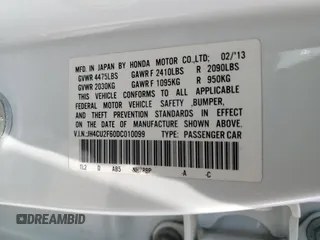 MFD. IN JAPAN BY HONDA MOTOR CO.,LTD; 02/'13
GVWR 4475LBS GAWR F 2410LBS R 2090LBS
GVWR 2030KG GAWR F 1095KG R 950KG
THIS VEHICLE CONFORMS TO ALL APPLICABLE
FEDERAL MOTOR VEHICLE SAFETY ,BUMPER,
AND THEFT PREVENTION STANDARDS IN EFFECT ON
THE DATE OF MANUFACTURE SHOWN ABOVE.
V.I.N.:JH4CU2F60DC010099 TYPE: PASSENGER CAR
TL2 A85 -A -C
DREAMBID